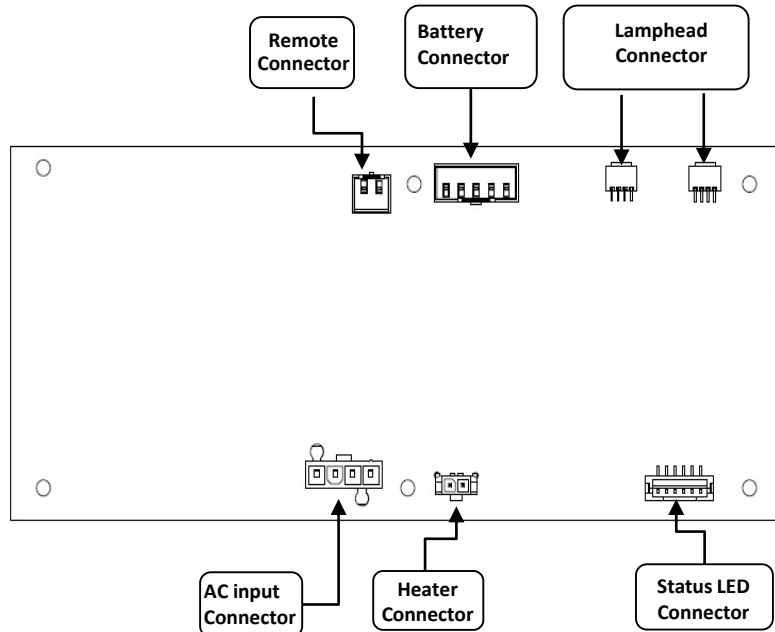 Remote
Connector
Battery
Connector
Lamphead
Connector
AC input
Connector
Heater
Connector
Status LED
Connector